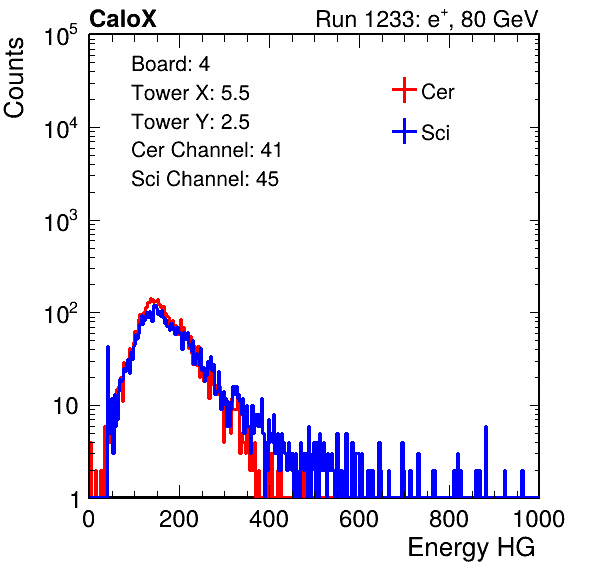 CaloX Run 1233: e⁺, 80 GeV
Counts
Board: 4
Tower X: 5.5
Tower Y: 2.5
Cer Channel: 41
Sci Channel: 45
Cer
Sci
10⁵
10⁴
10³
10²
10
1
0 200 400 600 800 1000
Energy HG